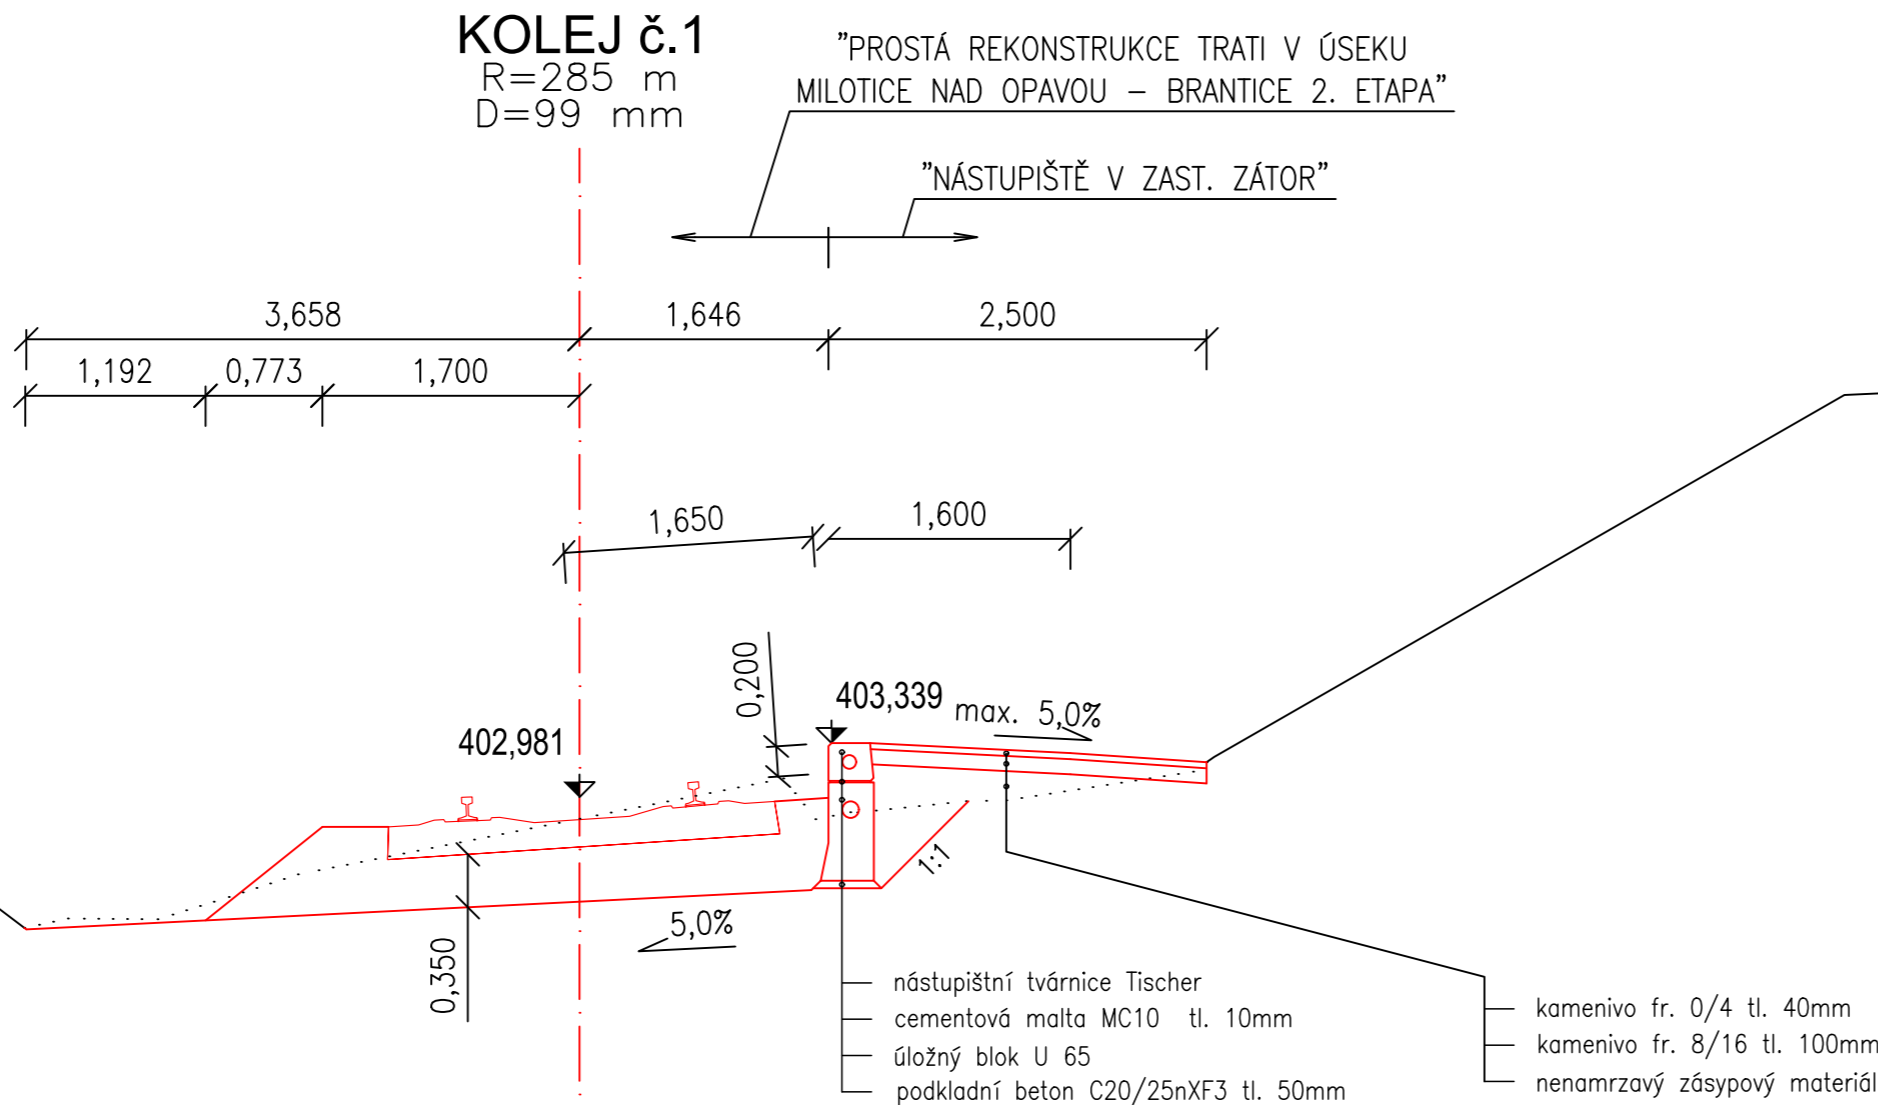 KOLEJ č.1
R=285 m
D=99 mm
"PROSTÁ REKONSTRUKCE TRATI V ÚSEKU
MILOTICE NAD OPAVOU – BRANTICE 2. ETAPA"
"NÁSTUPIŠTĚ V ZAST. ZÁTOR"
3,658
1,646
2,500
1,192
0,773
1,700
1,650
1,600
0,200
403,339
max. 5,0%
402,981
1:1
5,0%
0,350
nástupištní tvárnice Tischer
cementová malta MC10 tl. 10mm
úložný blok U 65
podkladní beton C20/25nXF3 tl. 50mm
kamenivo fr. 0/4 tl. 40mm
kamenivo fr. 8/16 tl. 100mm
nenamrzavý zásypový materiál